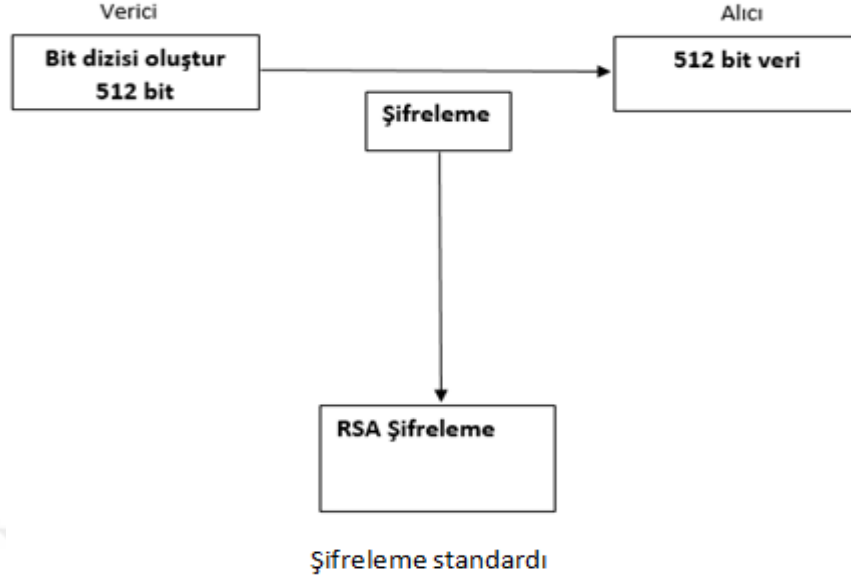 Verici
Alıcı
Bit dizisi oluştur
512 bit
512 bit veri
Şifreleme
RSA Şifreleme
Şifreleme standardı